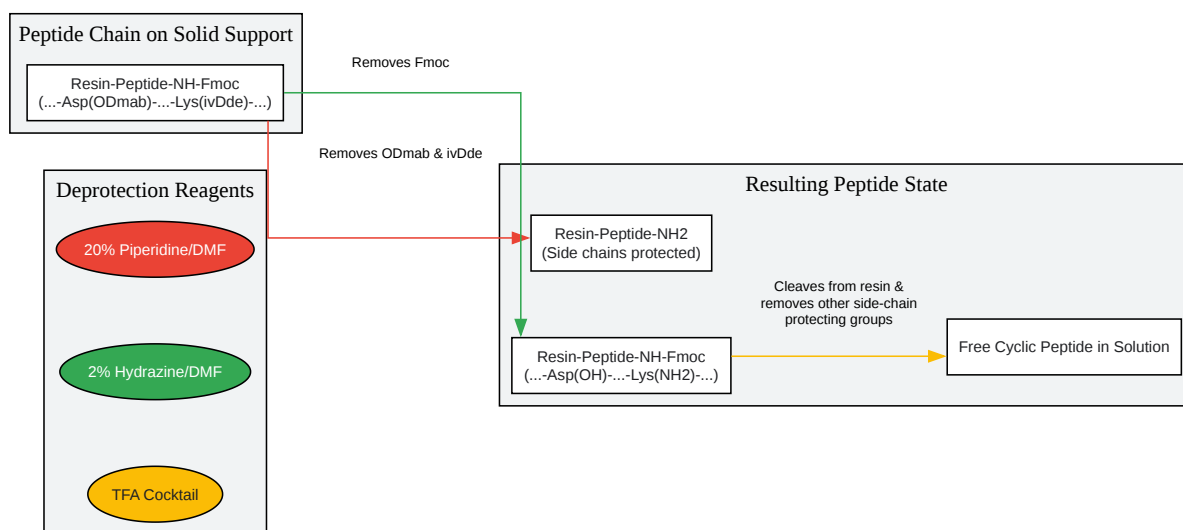 Peptide Chain on Solid Support
Resin-Peptide-NH-Fmoc
(...-Asp(ODmab)-...-Lys(ivDde)-...)
Removes Fmoc
Removes ODmab & ivDde
Deprotection Reagents
20% Piperidine/DMF
2% Hydrazine/DMF
TFA Cocktail
Resulting Peptide State
Resin-Peptide-NH2
(Side chains protected)
Cleaves from resin &
removes other side-chain
protecting groups
Resin-Peptide-NH-Fmoc
(...-Asp(OH)-...-Lys(NH2)-...)
Free Cyclic Peptide in Solution